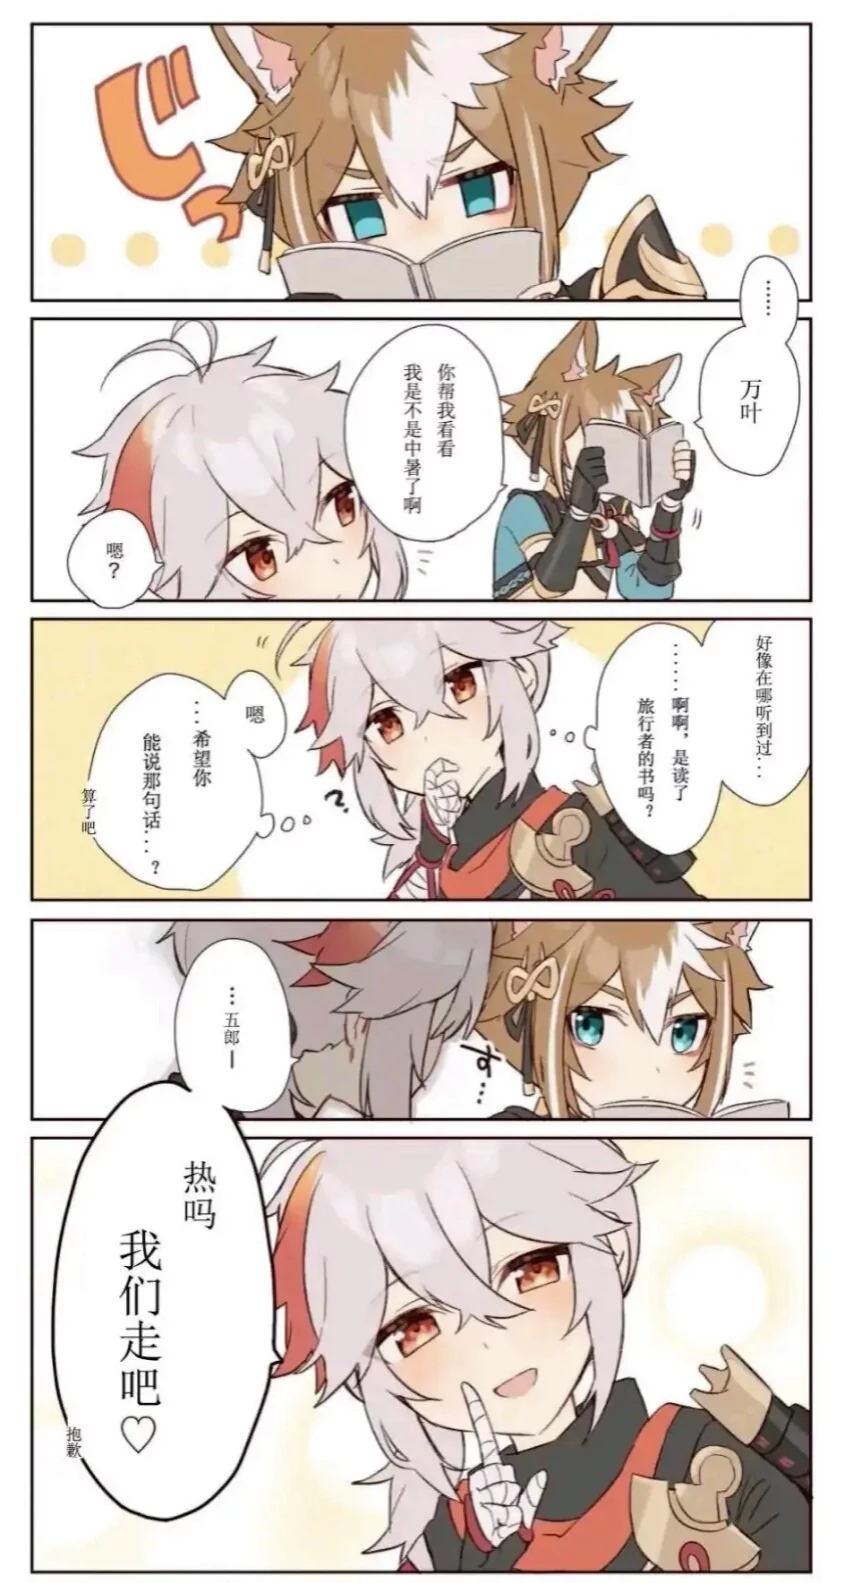 じっ
……
万叶
你帮我看看
我是不是中暑了啊
嗯？
好像在哪听到过...
......啊啊，是读了
旅行者的书吗？
嗯
...希望你
能说那句话...？
算了吧
す…
…五郎ー
热吗
我们走吧♡
抱歉